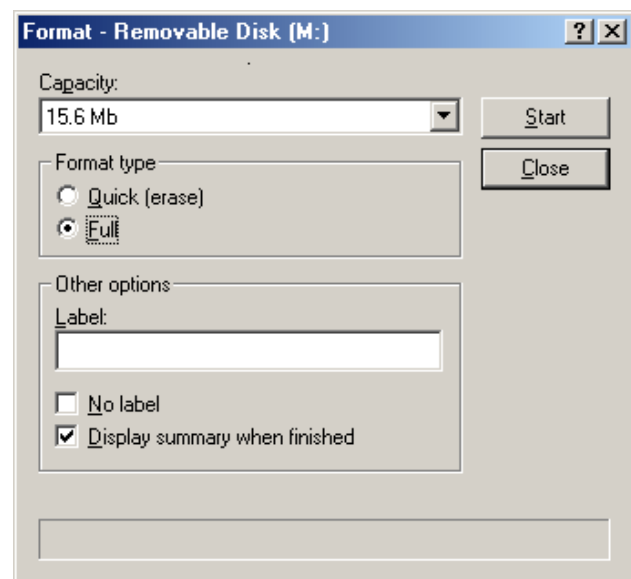 Format - Removable Disk (M:)
Capacity:
15.6 Mb
Start
Format type
Close
Quick (erase)
Full
Other options
Label:
No label
Display summary when finished